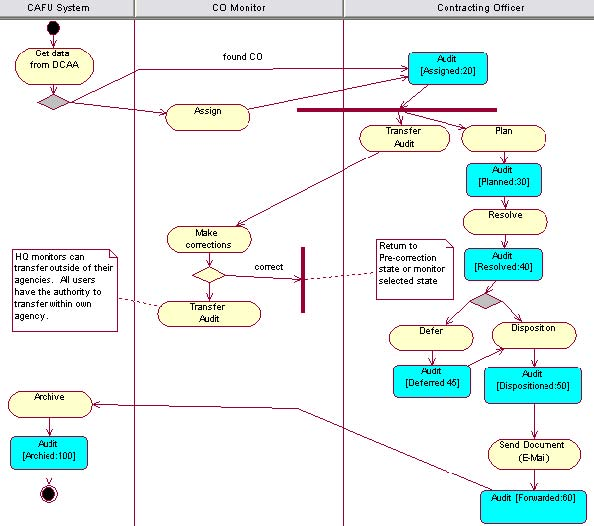 CAFU System
CO Monitor
Contracting Officer
Get data
from DCAA
found CO
Audit
[Assigned:20]
Assign
Transfer
Audit
Plan
Audit
[Planned:30]
Resolve
Make
corrections
correct
Return to
Pre-correction
state or monitor
selected state
Audit
[Resolved:40]
HQ monitors can
transfer outside of their
agencies. All users
have the authority to
transfer within own
agency.
Transfer
Audit
Defer
Disposition
Audit
[Deferred 45]
Audit
[Dispositioned:50]
Archive
Audit
[Archied:100]
Send Document
(E-Mai)
Audit [Forwarded:60]